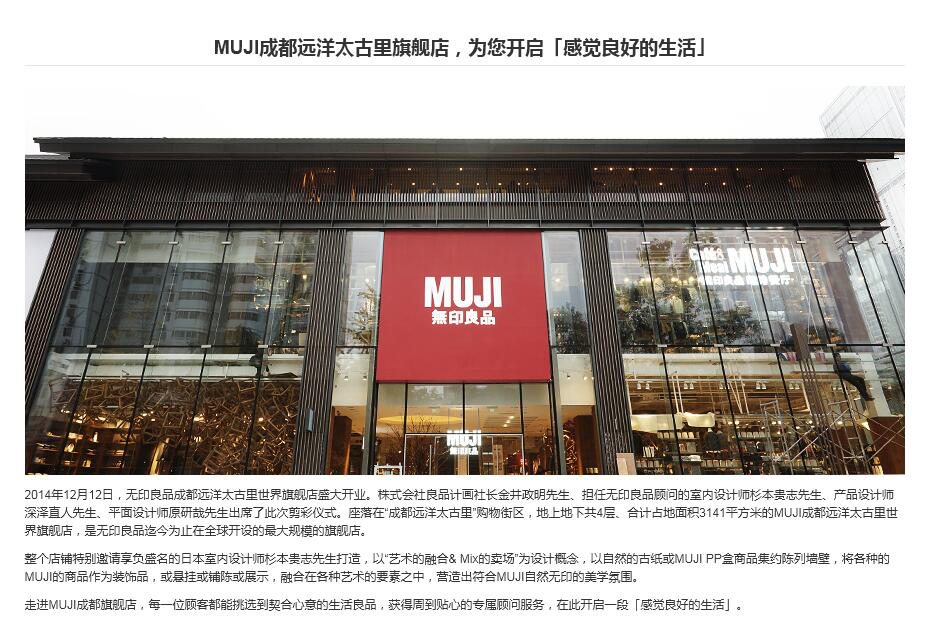 MUJI成都远洋太古里旗舰店，为您开启「感觉良好的生活」
Café&
Meal MUJI
無印良品
MUJI
無印良品
MUJI
無印良品
2014年12月12日，无印良品成都远洋太古里世界旗舰店盛大开业。株式会社良品计画社长金井政明先生、担任无印良品顾问的室内设计师杉本贵志先生、产品设计师
深泽直人先生、平面设计师原研哉先生出席了此次剪彩仪式。座落在“成都远洋太古里”购物街区，地上地下共4层、合计占地面积3141平方米的MUJI成都远洋太古里世
界旗舰店，是无印良品迄今为止在全球开设的最大规模的旗舰店。
整个店铺特别邀请享负盛名的日本室内设计师杉本贵志先生打造，以“艺术的融合& Mix的卖场”为设计概念，以自然的古纸或MUJI PP盒商品集约陈列墙壁，将各种的
MUJI的商品作为装饰品，或悬挂或铺陈或展示，融合在各种艺术的要素之中，营造出符合MUJI自然无印的美学氛围。
走进MUJI成都旗舰店，每一位顾客都能挑选到契合心意的生活良品，获得周到贴心的专属顾问服务，在此开启一段「感觉良好的生活」。